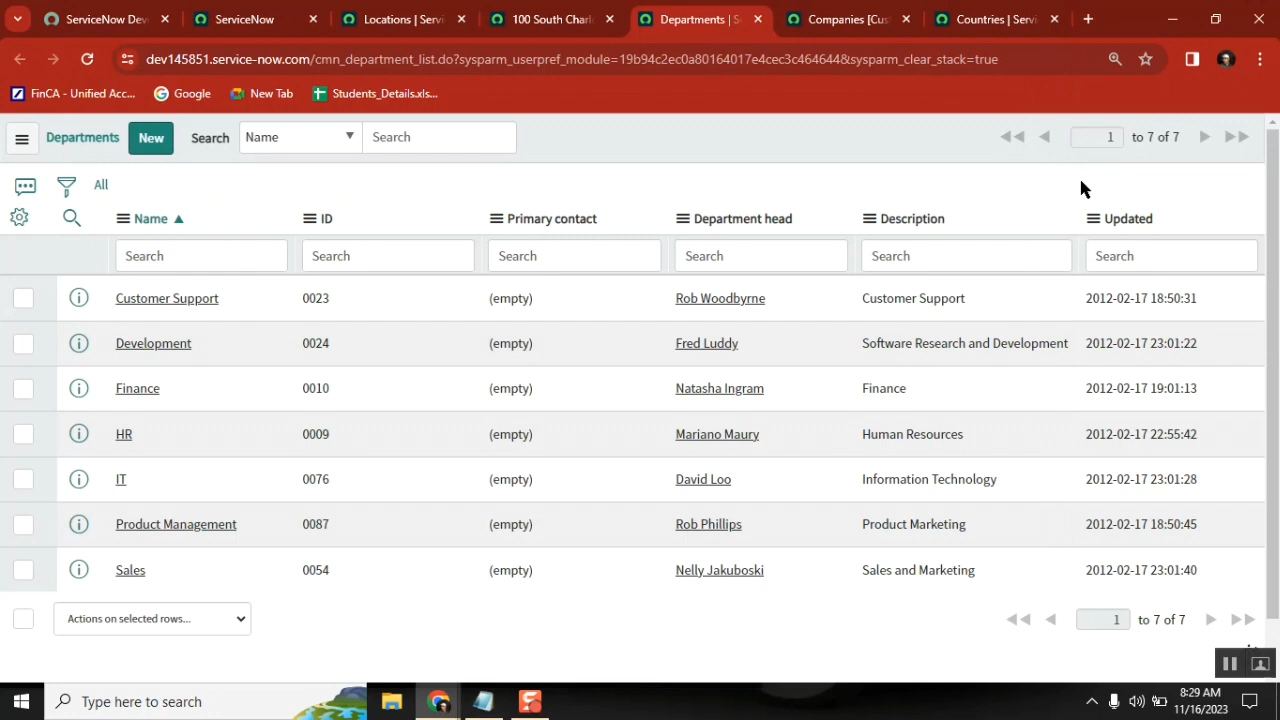 ServiceNow Dev
ServiceNow
Locations | Servi
100 South Charl
Departments | S
Companies [Cus
Countries | Servi
dev145851.service-now.com/cmn_department_list.do?sysparm_userpref_module=19b94c2ec0a80164017e4cec3c464644&sysparm_clear_stack=true
FinCA - Unified Acc...
Google
New Tab
Students_Details.xls...
Departments New Search Name Search 1 to 7 of 7
All
Name ID Primary contact Department head Description Updated
Search Search Search Search Search Search
Customer Support 0023 (empty) Rob Woodbyrne Customer Support 2012-02-17 18:50:31
Development 0024 (empty) Fred Luddy Software Research and Development 2012-02-17 23:01:22
Finance 0010 (empty) Natasha Ingram Finance 2012-02-17 19:01:13
HR 0009 (empty) Mariano Maury Human Resources 2012-02-17 22:55:42
IT 0076 (empty) David Loo Information Technology 2012-02-17 23:01:28
Product Management 0087 (empty) Rob Phillips Product Marketing 2012-02-17 18:50:45
Sales 0054 (empty) Nelly Jakuboski Sales and Marketing 2012-02-17 23:01:40
Actions on selected rows... 1 to 7 of 7
Type here to search
8:29 AM
11/16/2023